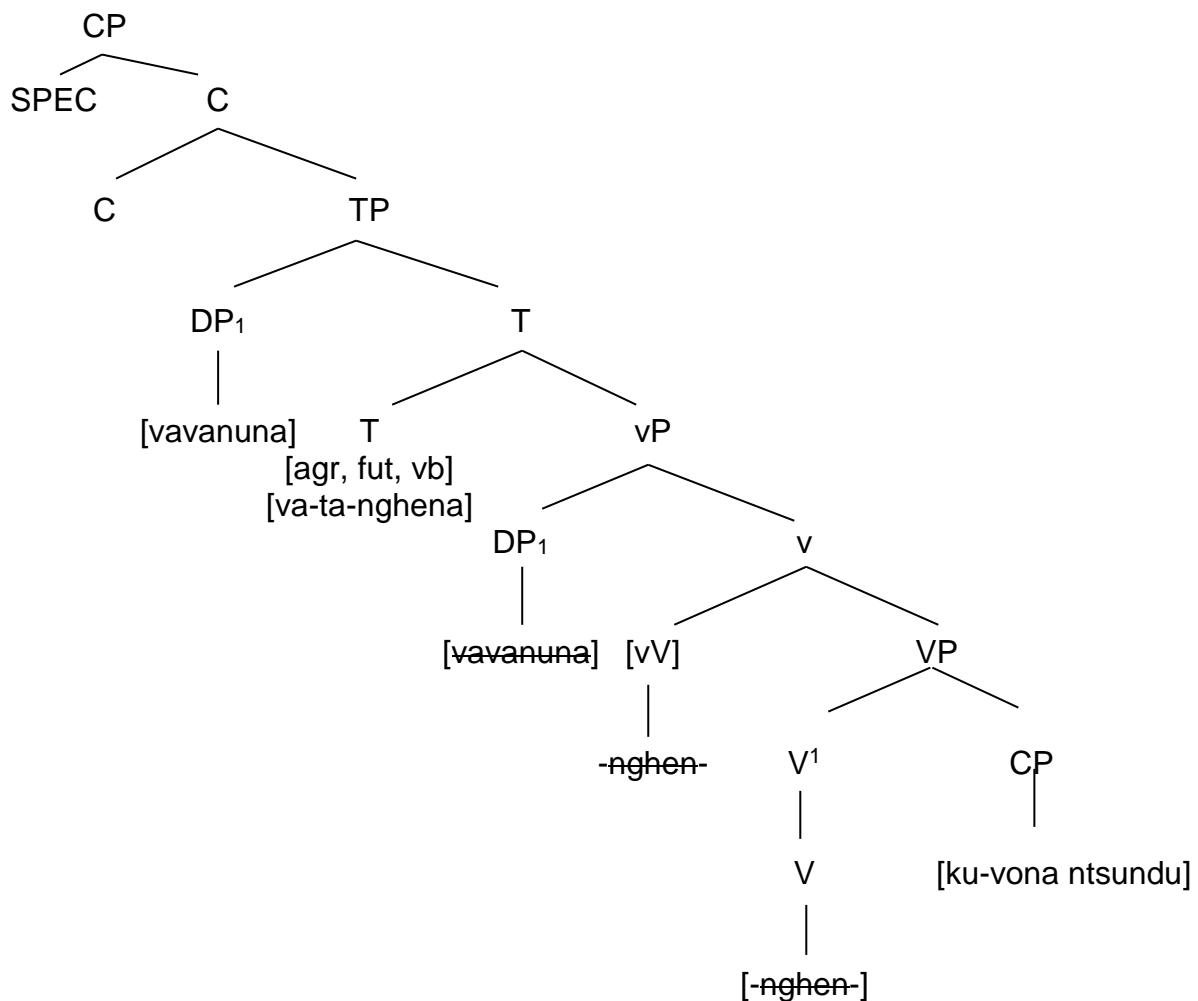 CP
SPEC C
C TP
DP₁ T
[vavanuna] T vP
[agr, fut, vb]
[va-ta-nghena]
DP₁ v
[vavanuna] [vV] VP
-nghen- V¹ CP
V [ku-vona ntsundu]
[-nghen-]